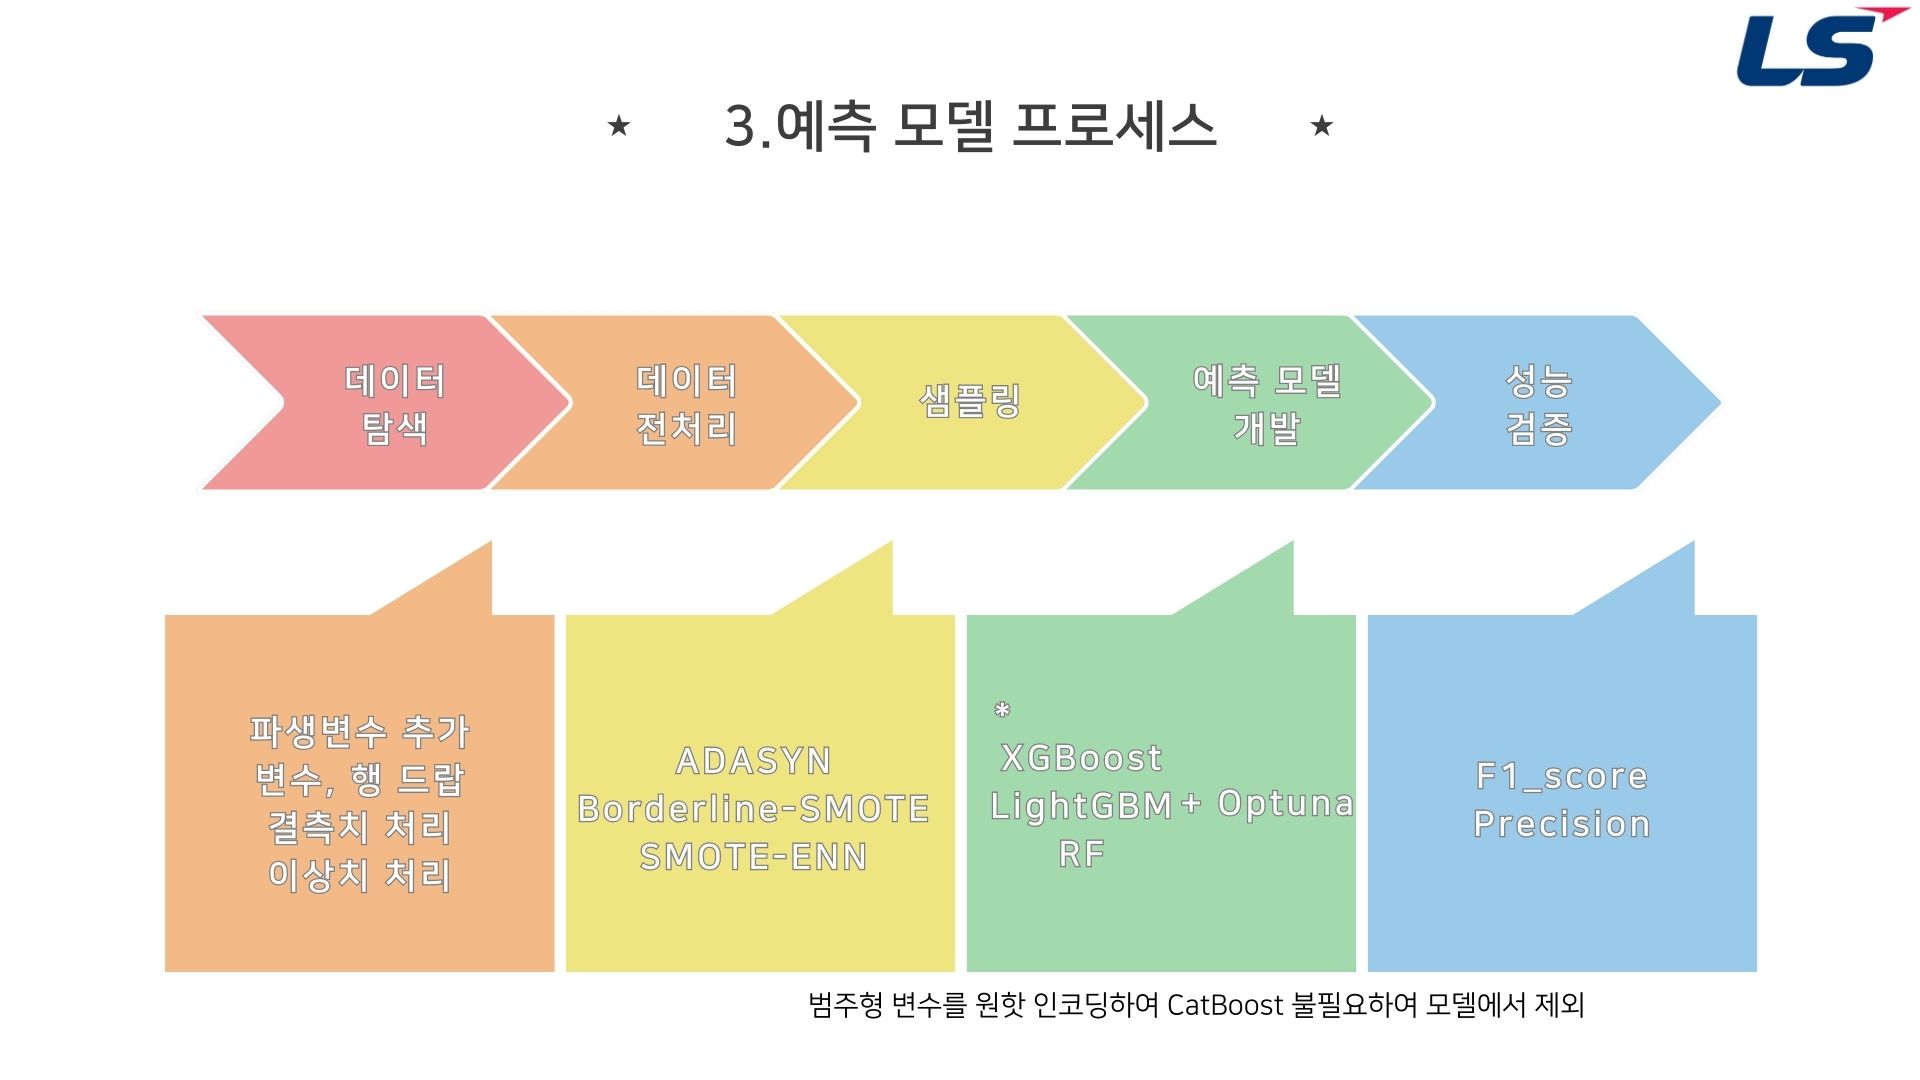 LS
3.예측 모델 프로세스
데이터
탐색
데이터
전처리
샘플링
예측 모델
개발
성능
검증
파생변수 추가
변수, 행 드랍
결측치 처리
이상치 처리
ADASYN
Borderline-SMOTE
SMOTE-ENN
*
XGBoost
LightGBM + Optuna
RF
F1_score
Precision
범주형 변수를 원핫 인코딩하여 CatBoost 불필요하여 모델에서 제외